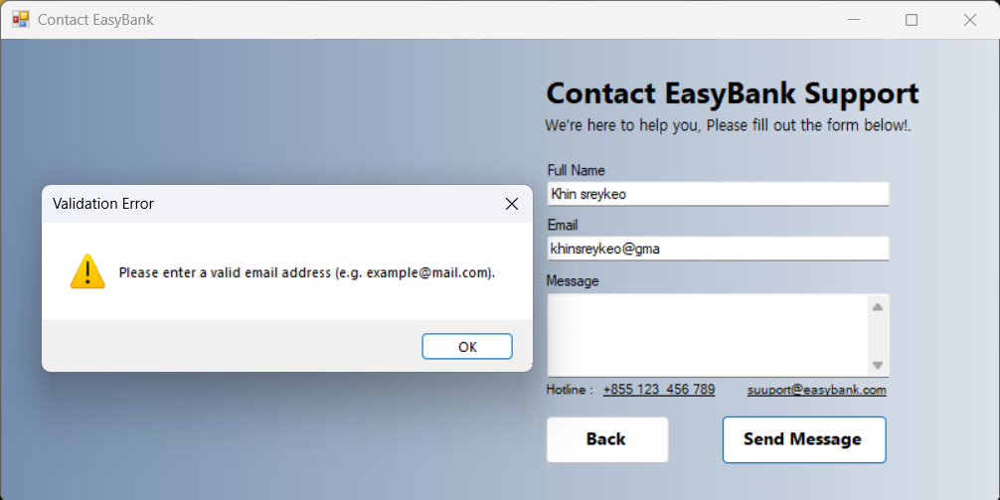 Contact EasyBank
Contact EasyBank Support
We're here to help you, Please fill out the form below!.
Full Name
Khin sreykeo
Email
khinsreykeo@gma
Message
Hotline : +855 123 456 789 suuport@easybank.com
Back Send Message
Validation Error
Please enter a valid email address (e.g. example@mail.com).
OK